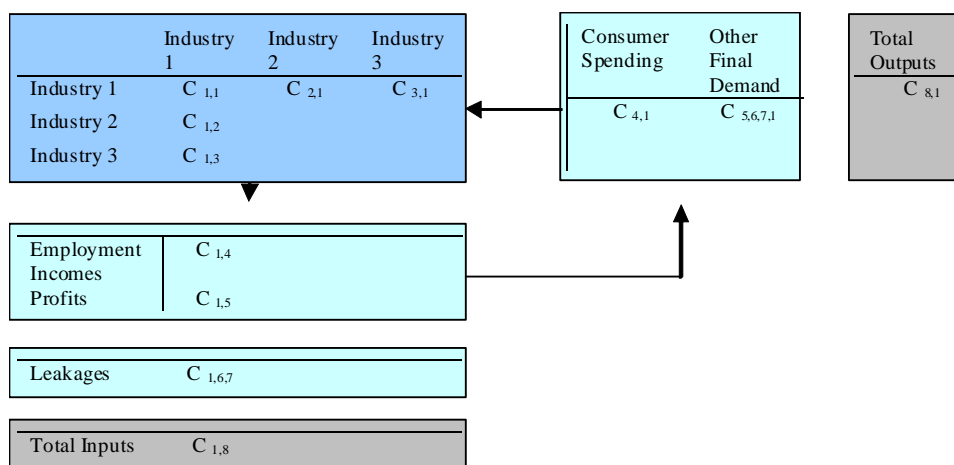 Industry 1 Industry 2 Industry 3
Industry 1 C 1,1 C 2,1 C 3,1
Industry 2 C 1,2
Industry 3 C 1,3
Consumer Spending Other Final Demand
C 4,1 C 5,6,7,1
Total Outputs
C 8,1
Employment Incomes C 1,4
Profits C 1,5
Leakages C 1,6,7
Total Inputs C 1,8